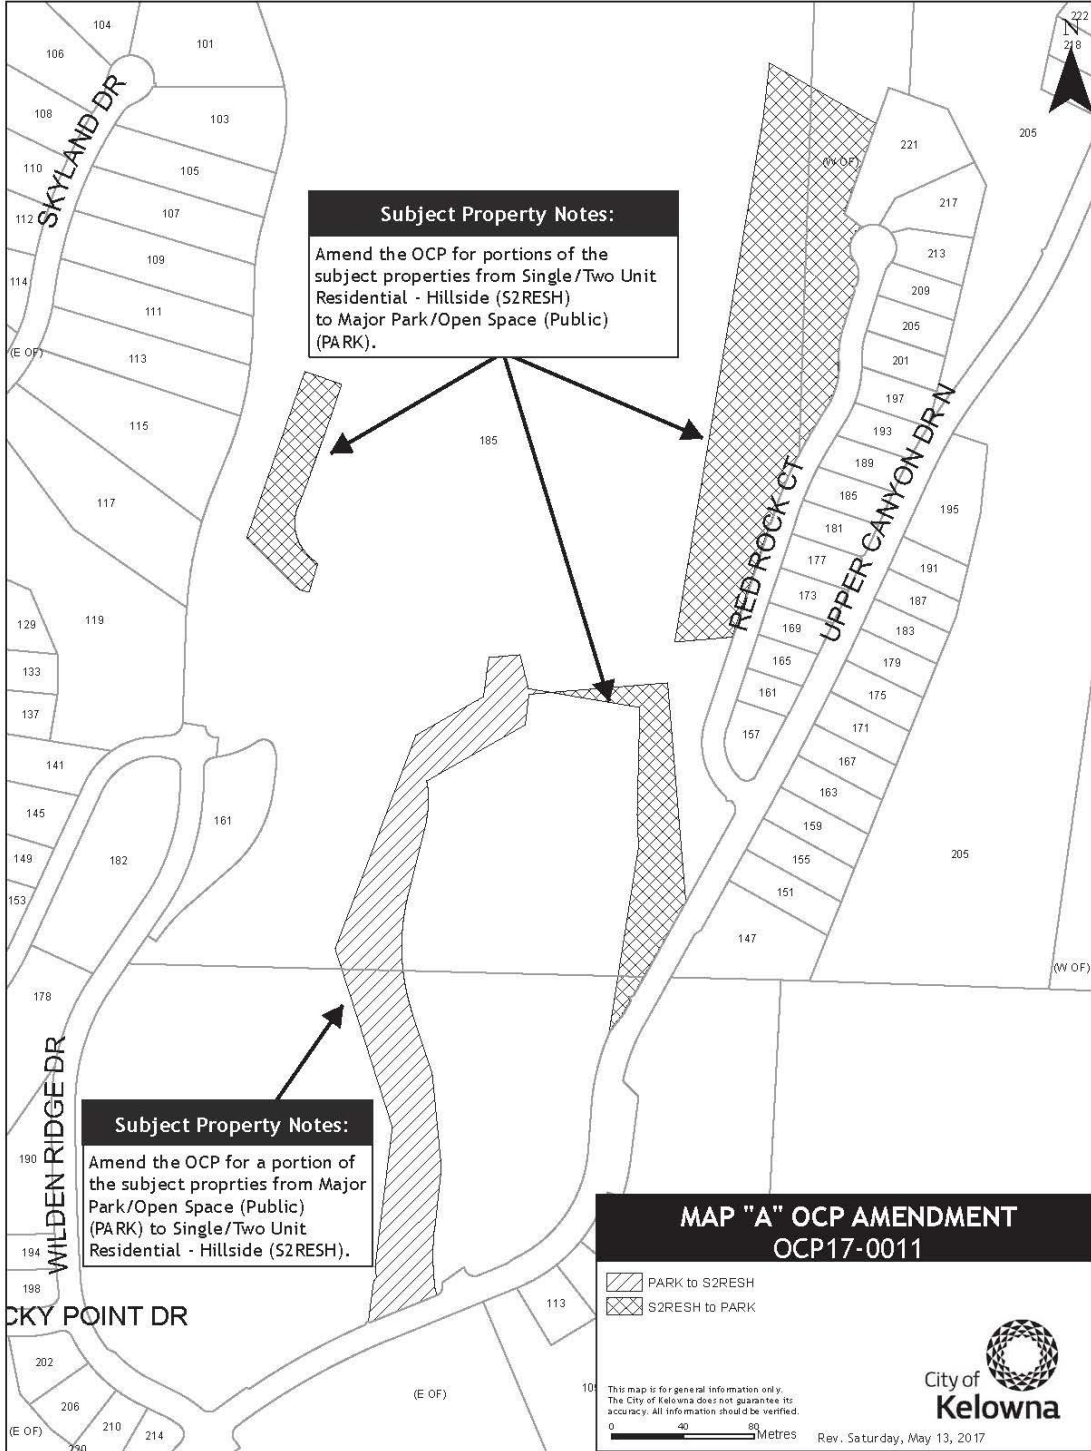 104
101
106
108
103
110
105
112
107
114
109
111
(E OF)
113
115
117
119
129
133
137
141
145
149
153
161
182
178
190
194
198
202
206
210
214
(E OF)
SKYLAND DR
WILDEN RIDGE DR
CKY POINT DR
Subject Property Notes:
Amend the OCP for portions of the
subject properties from Single/Two Unit
Residential - Hillside (S2RESH)
to Major Park/Open Space (Public)
(PARK).
185
(W OF)
222
218
N
205
221
217
213
209
205
201
197
193
189
185
181
177
173
169
165
161
157
RED ROCK CT
UPPER CANYON DR N
195
191
187
183
179
175
171
167
163
159
155
151
147
205
(W OF)
Subject Property Notes:
Amend the OCP for a portion of
the subject proprties from Major
Park/Open Space (Public)
(PARK) to Single/Two Unit
Residential - Hillside (S2RESH).
113
(E OF)
MAP "A" OCP AMENDMENT
OCP17-0011
PARK to S2RESH
S2RESH to PARK
This map is for general information only.
The City of Kelowna does not guarantee its
accuracy. All information should be verified.
0 40 80 Metres
Rev. Saturday, May 13, 2017
City of
Kelowna